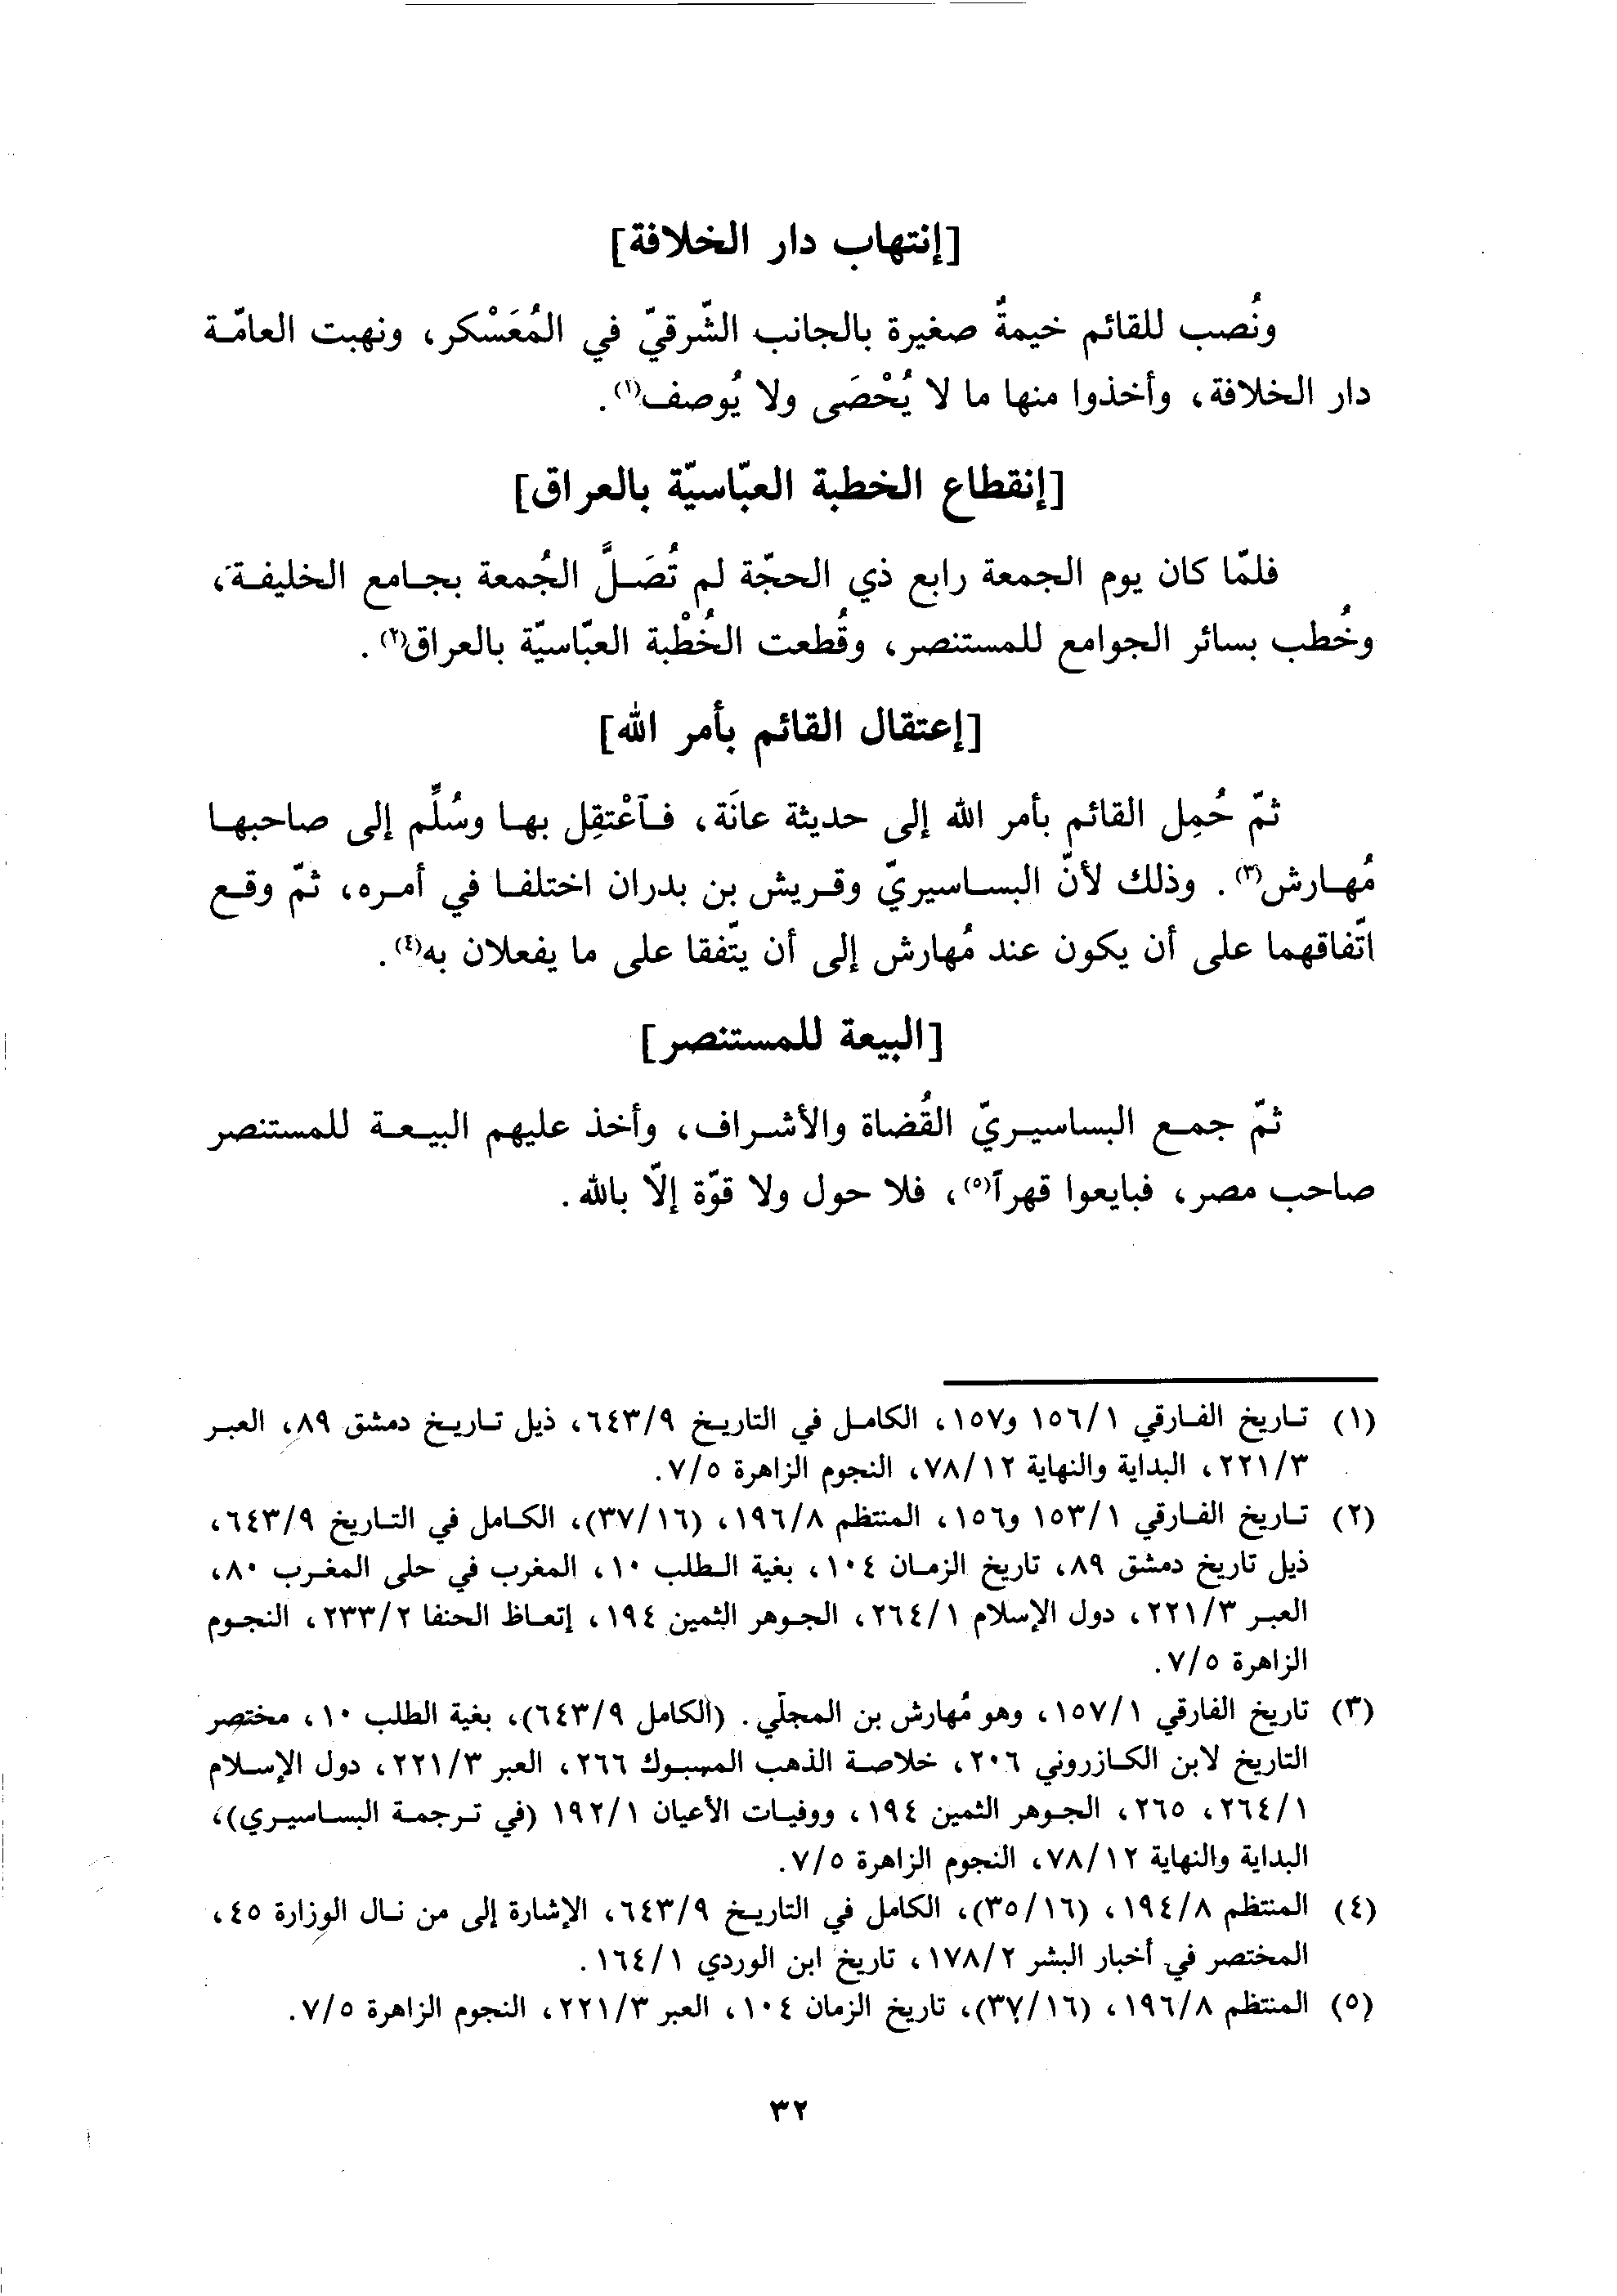 [إنتهاب دار الخلافة]
ونُصب للقائم خيمةٌ صغيرة بالجانب الشّرقيّ في المُعَسْكر، ونهبت العامّة
دار الخلافة، وأخذوا منها ما لا يُحْصَى ولا يُوصف(١).
[إنقطاع الخطبة العبّاسيّة بالعراق]
فلمّا كان يوم الجمعة رابع ذي الحجّة لم تُصَلَّ الجُمعة بجامع الخليفة،
وخُطب بسائر الجوامع للمستنصر، وقُطعت الخُطْبة العبّاسيّة بالعراق(٢).
[إعتقال القائم بأمر الله]
ثمّ حُمِل القائم بأمر الله إلى حديثة عانَة، فٱعْتقِل بها وسُلِّم إلى صاحبها
مُهارش(٣). وذلك لأنّ البساسيريّ وقريش بن بدران اختلفا في أمره، ثمّ وقع
اتّفاقهما على أن يكون عند مُهارش إلى أن يتّفقا على ما يفعلان به(٤).
[البيعة للمستنصر]
ثمّ جمع البساسيريّ القُضاة والأشراف، وأخذ عليهم البيعة للمستنصر
صاحب مصر، فبايعوا قهراً(٥)، فلا حول ولا قوّة إلّا بالله.
(١) تاريخ الفارقي ١٥٦/١ و١٥٧، الكامل في التاريخ ٦٤٣/٩، ذيل تاريخ دمشق ٨٩، العبر
٢٢١/٣، البداية والنهاية ٧٨/١٢، النجوم الزاهرة ٧/٥.
(٢) تاريخ الفارقي ١٥٣/١ و١٥٦، المنتظم ١٩٦/٨، (٣٧/١٦)، الكامل في التاريخ ٦٤٣/٩،
ذيل تاريخ دمشق ٨٩، تاريخ الزمان ١٠٤، بغية الطلب ١٠، المغرب في حلى المغرب ٨٠،
العبر ٢٢١/٣، دول الإسلام ٢٦٤/١، الجوهر الثمين ١٩٤، إتعاظ الحنفا ٢٣٣/٢، النجوم
الزاهرة ٧/٥.
(٣) تاريخ الفارقي ١٥٧/١، وهو مُهارش بن المجلّي. (الكامل ٦٤٣/٩)، بغية الطلب ١٠، مختصر
التاريخ لابن الكازروني ٢٠٦، خلاصة الذهب المسبوك ٢٦٦، العبر ٢٢١/٣، دول الإسلام
٢٦٤/١، ٢٦٥، الجوهر الثمين ١٩٤، ووفيات الأعيان ١٩٢/١ (في ترجمة البساسيري)،
البداية والنهاية ٧٨/١٢، النجوم الزاهرة ٧/٥.
(٤) المنتظم ١٩٤/٨، (٣٥/١٦)، الكامل في التاريخ ٦٤٣/٩، الإشارة إلى من نال الوزارة ٤٥،
المختصر في أخبار البشر ١٧٨/٢، تاريخ ابن الوردي ١٦٤/١.
(٥) المنتظم ١٩٦/٨، (٣٧/١٦)، تاريخ الزمان ١٠٤، العبر ٢٢١/٣، النجوم الزاهرة ٧/٥.
٣٢